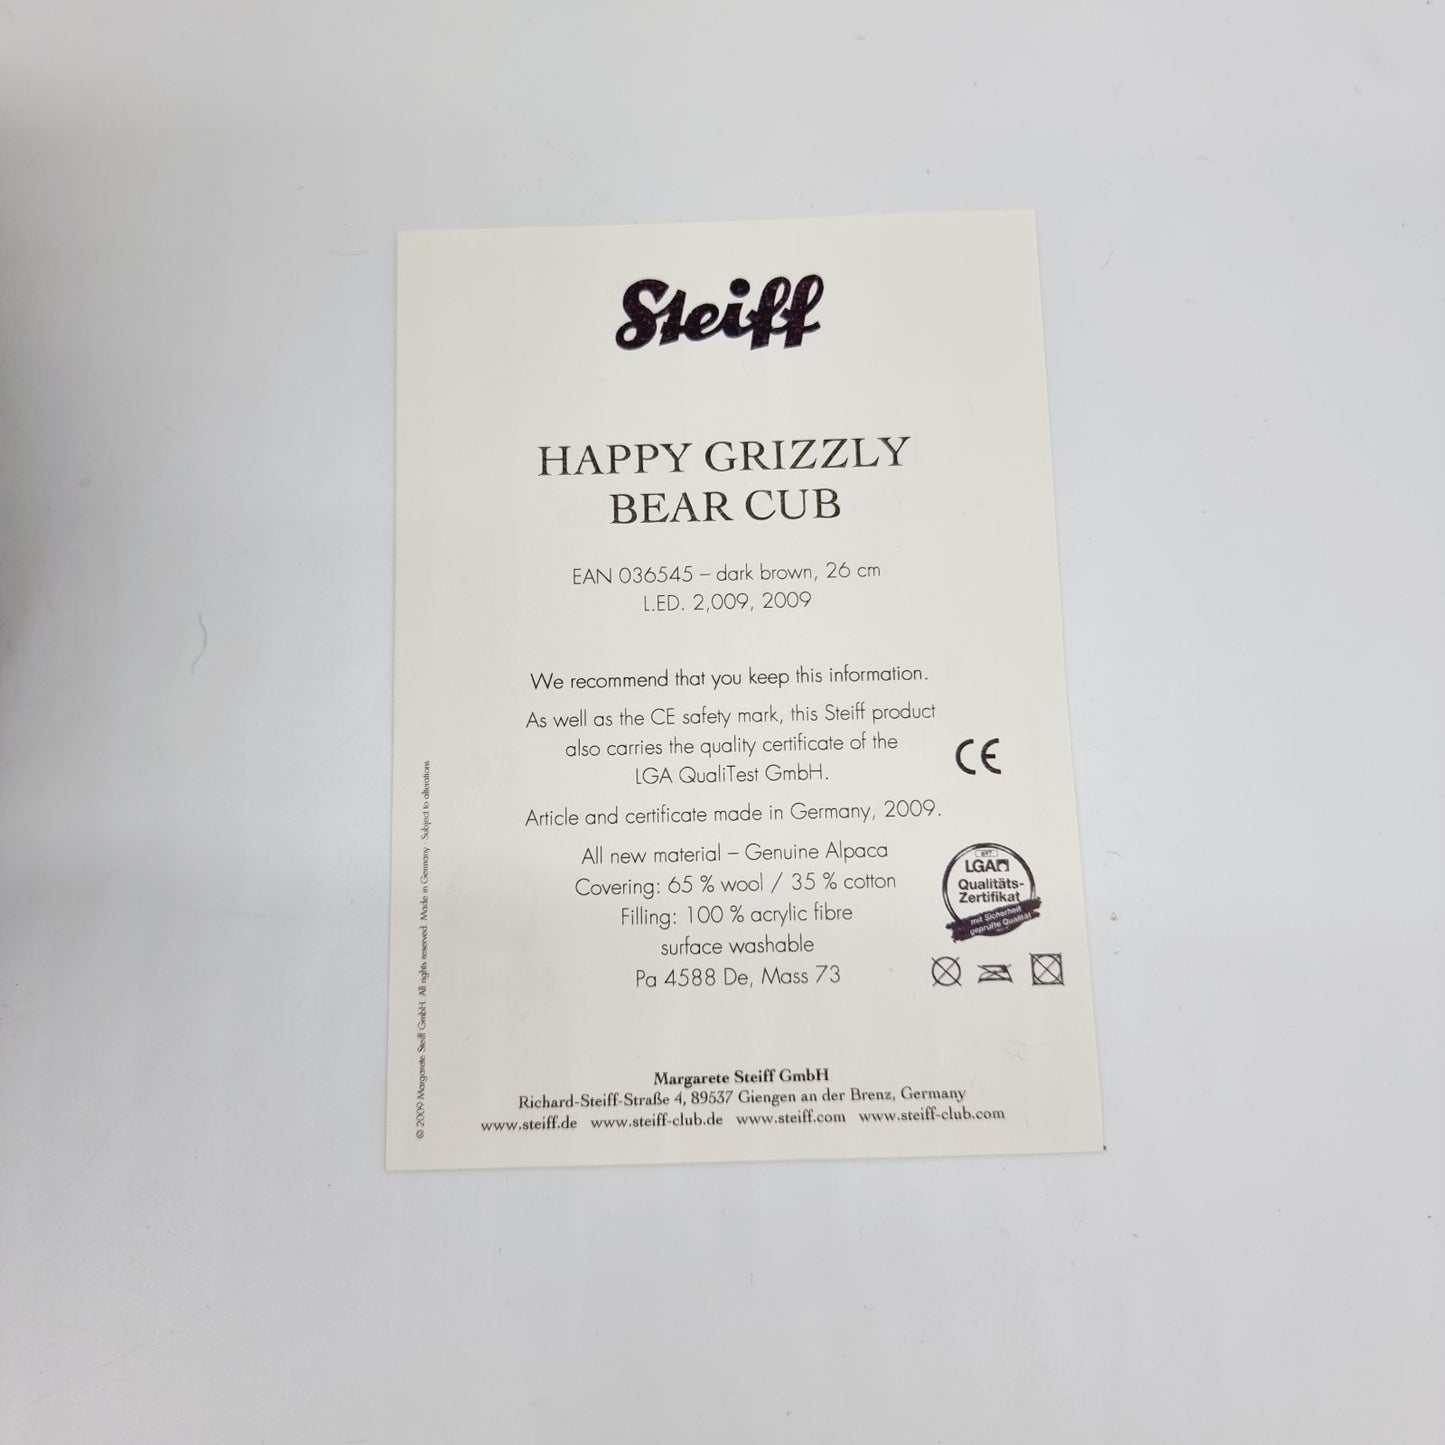 Steiff
HAPPY GRIZZLY
BEAR CUB
EAN 036545 – dark brown, 26 cm
L.ED. 2,009, 2009
We recommend that you keep this information.
As well as the CE safety mark, this Steiff product
also carries the quality certificate of the
LGA QualiTest GmbH.
CE
Article and certificate made in Germany, 2009.
All new material – Genuine Alpaca
Covering: 65 % wool / 35 % cotton
Filling: 100 % acrylic fibre
surface washable
Pa 4588 De, Mass 73
LGA
Qualitäts-
Zertifikat
mit Sicherheit
geprüfte Qualität
Margarete Steiff GmbH
Richard-Steiff-Straße 4, 89537 Giengen an der Brenz, Germany
www.steiff.de www.steiff-club.de www.steiff.com www.steiff-club.com
© 2009 Margarete Steiff GmbH. All rights reserved. Made in Germany · Subject to alterations